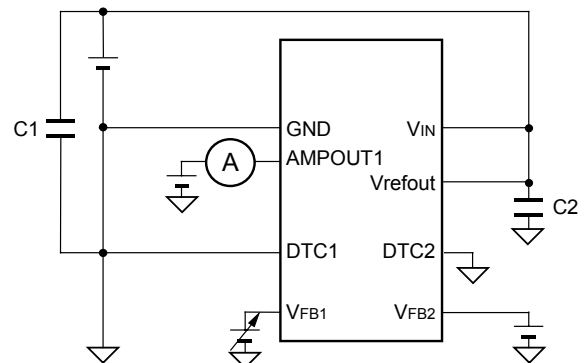 C1
GND
VIN
A
AMPOUT1
Vrefout
C2
DTC1
DTC2
VFB1
VFB2